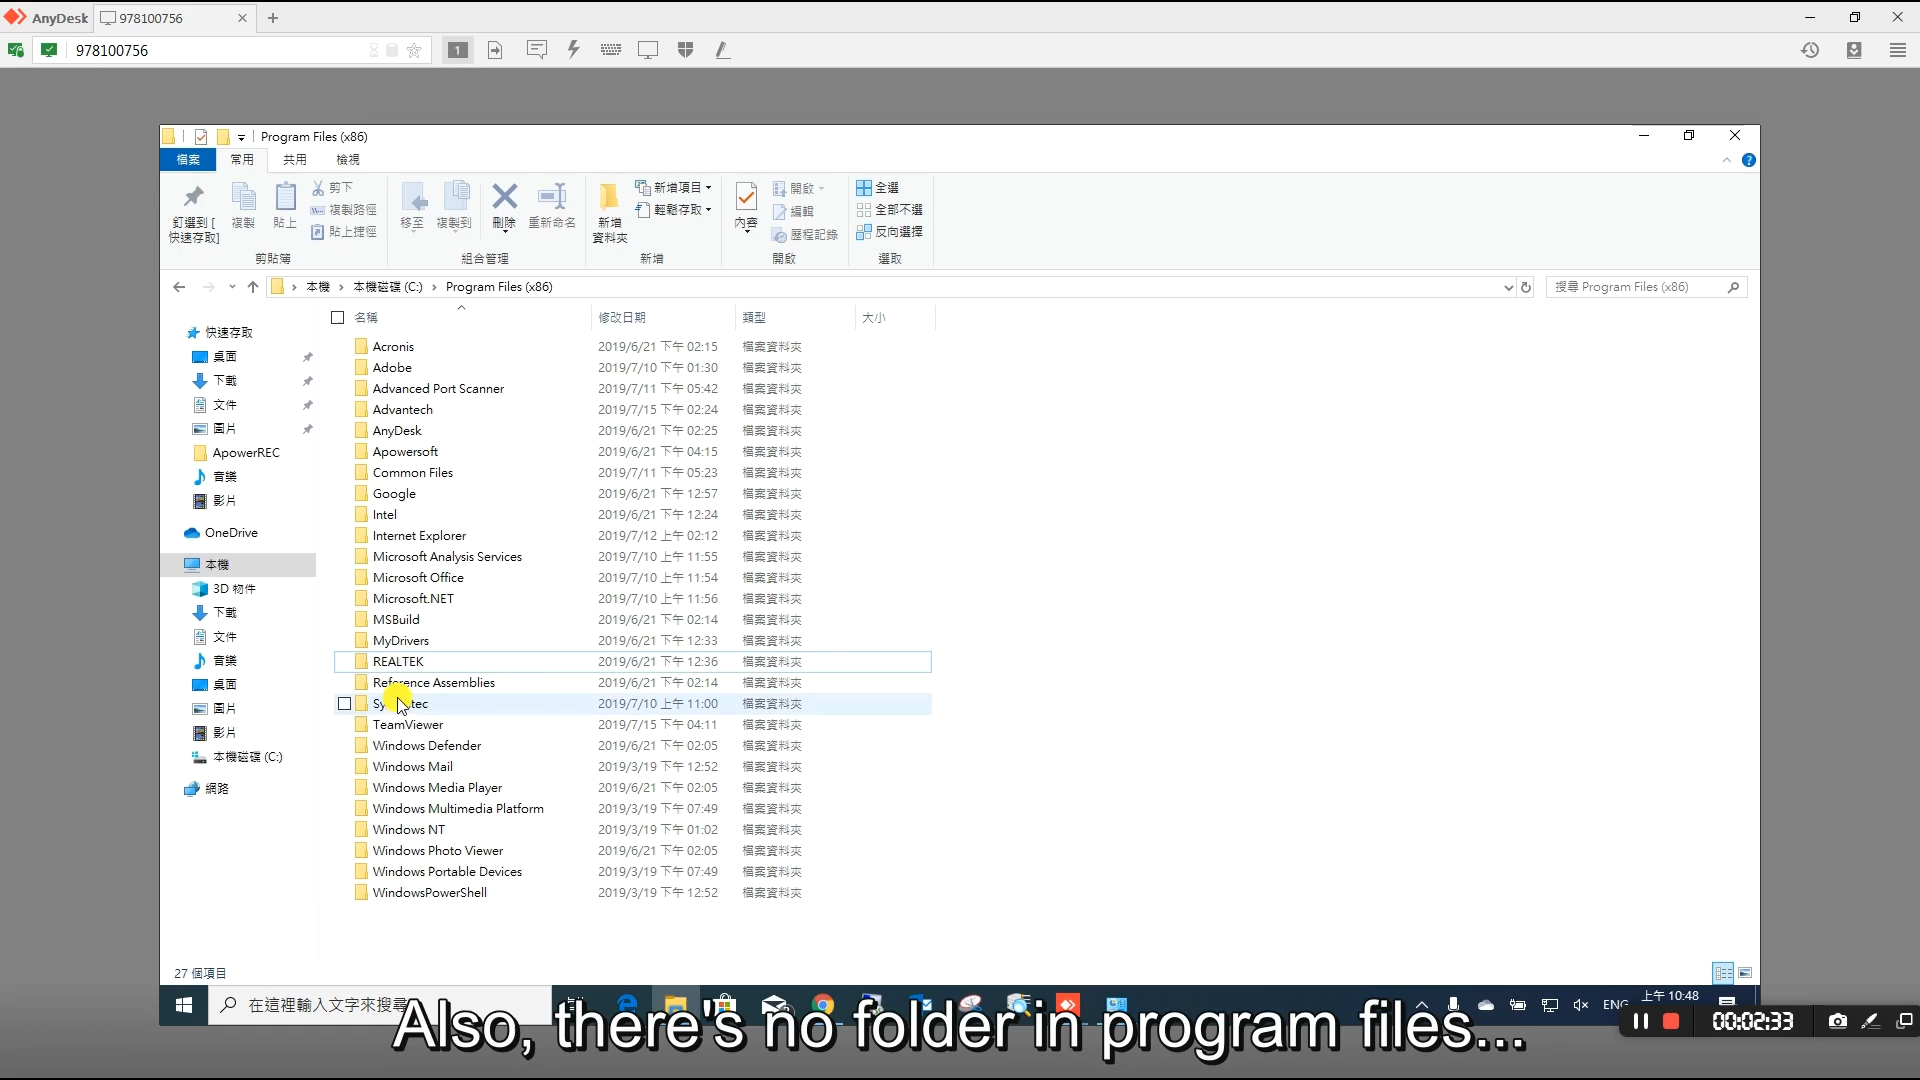 AnyDesk 978100756
978100756 1
Program Files (x86)
檔案 常用 共用 檢視
釘選到 [快速存取] 複製 貼上 剪下 複製路徑 貼上捷徑 移至 複製到 刪除 重新命名 新增資料夾 新增項目 輕鬆存取 內容 開啟 編輯 歷程記錄 全選 全部不選 反向選擇
剪貼簿 組合管理 新增 開啟 選取
本機 › 本機磁碟 (C:) › Program Files (x86) 搜尋 Program Files (x86)
名稱 修改日期 類型 大小
快速存取
桌面
下載
文件
圖片
ApowerREC
音樂
影片
OneDrive
本機
3D 物件
下載
文件
音樂
桌面
圖片
影片
本機磁碟 (C:)
網路
Acronis 2019/6/21 下午 02:15 檔案資料夾
Adobe 2019/7/10 下午 01:30 檔案資料夾
Advanced Port Scanner 2019/7/11 下午 05:42 檔案資料夾
Advantech 2019/7/15 下午 02:24 檔案資料夾
AnyDesk 2019/6/21 下午 02:25 檔案資料夾
Apowersoft 2019/6/21 下午 04:15 檔案資料夾
Common Files 2019/7/11 下午 05:23 檔案資料夾
Google 2019/6/21 下午 12:57 檔案資料夾
Intel 2019/6/21 下午 12:24 檔案資料夾
Internet Explorer 2019/7/12 上午 02:12 檔案資料夾
Microsoft Analysis Services 2019/7/10 上午 11:55 檔案資料夾
Microsoft Office 2019/7/10 上午 11:54 檔案資料夾
Microsoft.NET 2019/7/10 上午 11:56 檔案資料夾
MSBuild 2019/6/21 下午 02:14 檔案資料夾
MyDrivers 2019/6/21 下午 12:33 檔案資料夾
REALTEK 2019/6/21 下午 12:36 檔案資料夾
Reference Assemblies 2019/6/21 下午 02:14 檔案資料夾
2019/7/10 上午 11:00 檔案資料夾
TeamViewer 2019/7/15 下午 04:11 檔案資料夾
Windows Defender 2019/6/21 下午 02:05 檔案資料夾
Windows Mail 2019/3/19 下午 12:52 檔案資料夾
Windows Media Player 2019/6/21 下午 02:05 檔案資料夾
Windows Multimedia Platform 2019/3/19 下午 07:49 檔案資料夾
Windows NT 2019/3/19 下午 01:02 檔案資料夾
Windows Photo Viewer 2019/6/21 下午 02:05 檔案資料夾
Windows Portable Devices 2019/3/19 下午 07:49 檔案資料夾
WindowsPowerShell 2019/3/19 下午 12:52 檔案資料夾
27 個項目
在這裡輸入文字來搜尋 ENG 上午 10:48
00:02:33
Also, there's no folder in program files...